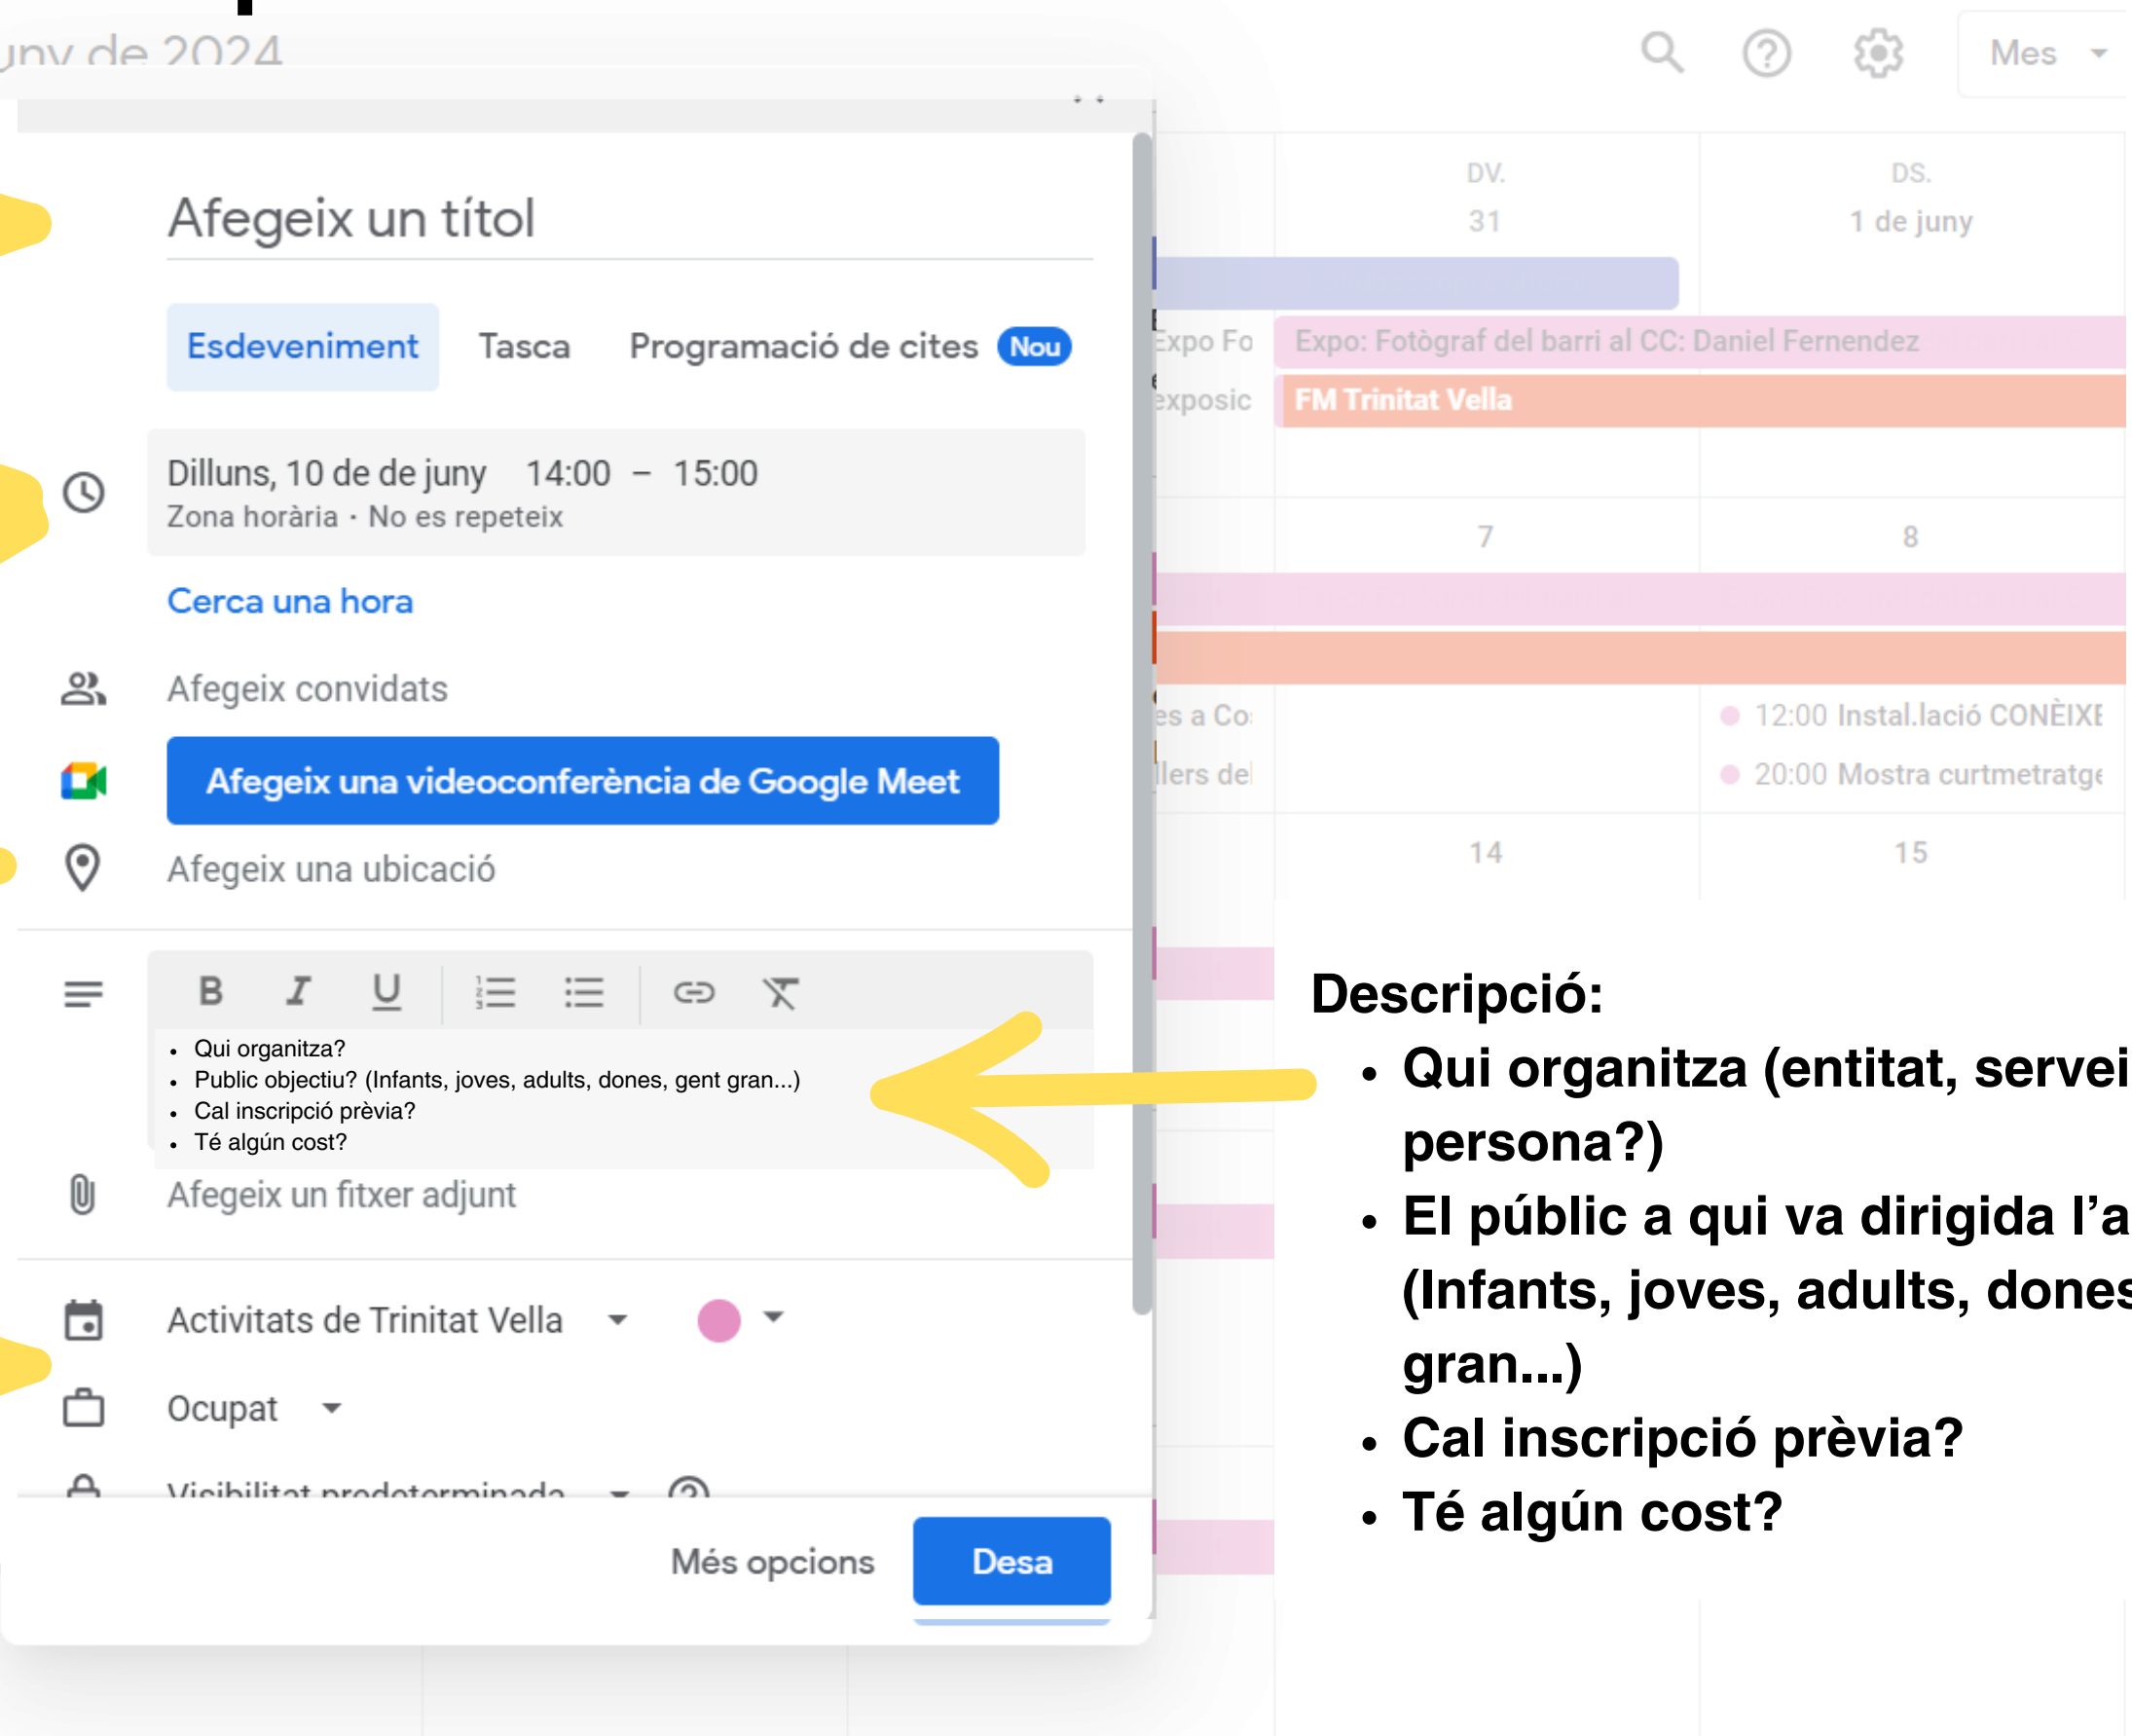 juny de 2024
Mes
Afegeix un títol
Esdeveniment Tasca Programació de cites Nou
Dilluns, 10 de de juny 14:00 – 15:00
Zona horària · No es repeteix
Cerca una hora
Afegeix convidats
Afegeix una videoconferència de Google Meet
Afegeix una ubicació
B I U
• Qui organitza?
• Public objectiu? (Infants, joves, adults, dones, gent gran...)
• Cal inscripció prèvia?
• Té algún cost?
Afegeix un fitxer adjunt
Activitats de Trinitat Vella
Ocupat
Visibilitat predeterminada
Més opcions Desa
DV. DS.
31 1 de juny
Expo Fo Expo: Fotògraf del barri al CC: Daniel Fernendez
exposic FM Trinitat Vella
7 8
es a Co 12:00 Instal.lació CONÈIXE
llers del 20:00 Mostra curtmetratge
14 15
Descripció:
• Qui organitza (entitat, servei
persona?)
• El públic a qui va dirigida l’a
(Infants, joves, adults, dones
gran...)
• Cal inscripció prèvia?
• Té algún cost?